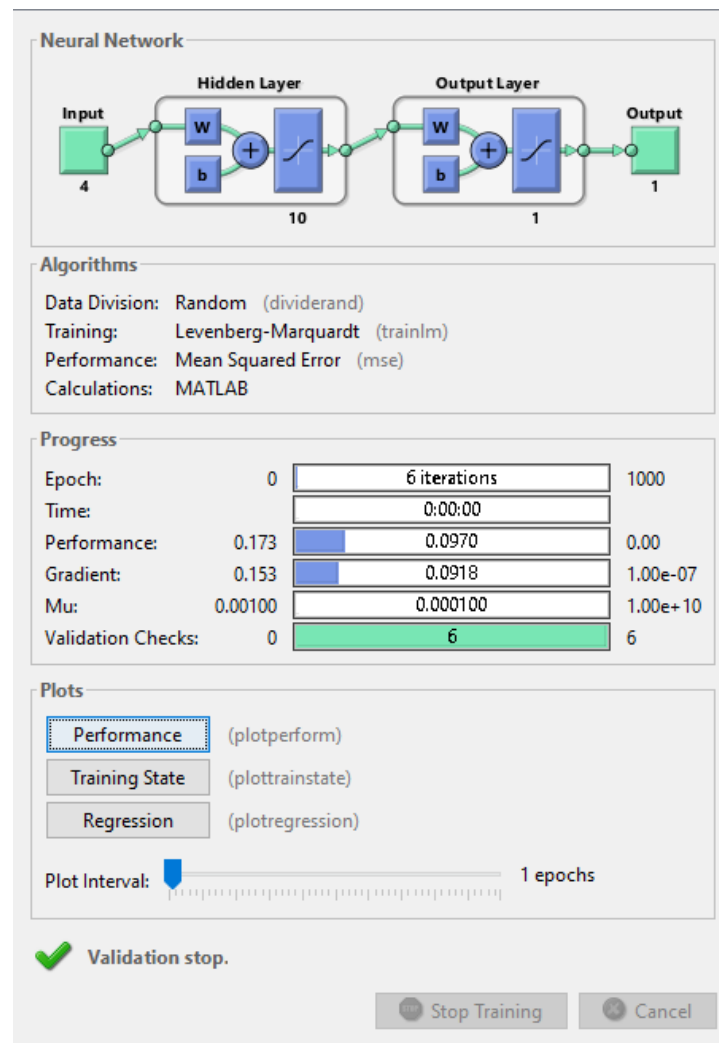 Neural Network
Hidden Layer
Output Layer
Input
Output
W
W
b
b
4
10
1
1
Algorithms
Data Division: Random (dividerand)
Training: Levenberg-Marquardt (trainlm)
Performance: Mean Squared Error (mse)
Calculations: MATLAB
Progress
Epoch: 0 6 iterations 1000
Time: 0:00:00
Performance: 0.173 0.0970 0.00
Gradient: 0.153 0.0918 1.00e-07
Mu: 0.00100 0.000100 1.00e+10
Validation Checks: 0 6 6
Plots
Performance (plotperform)
Training State (plottrainstate)
Regression (plotregression)
Plot Interval: 1 epochs
Validation stop.
Stop Training Cancel